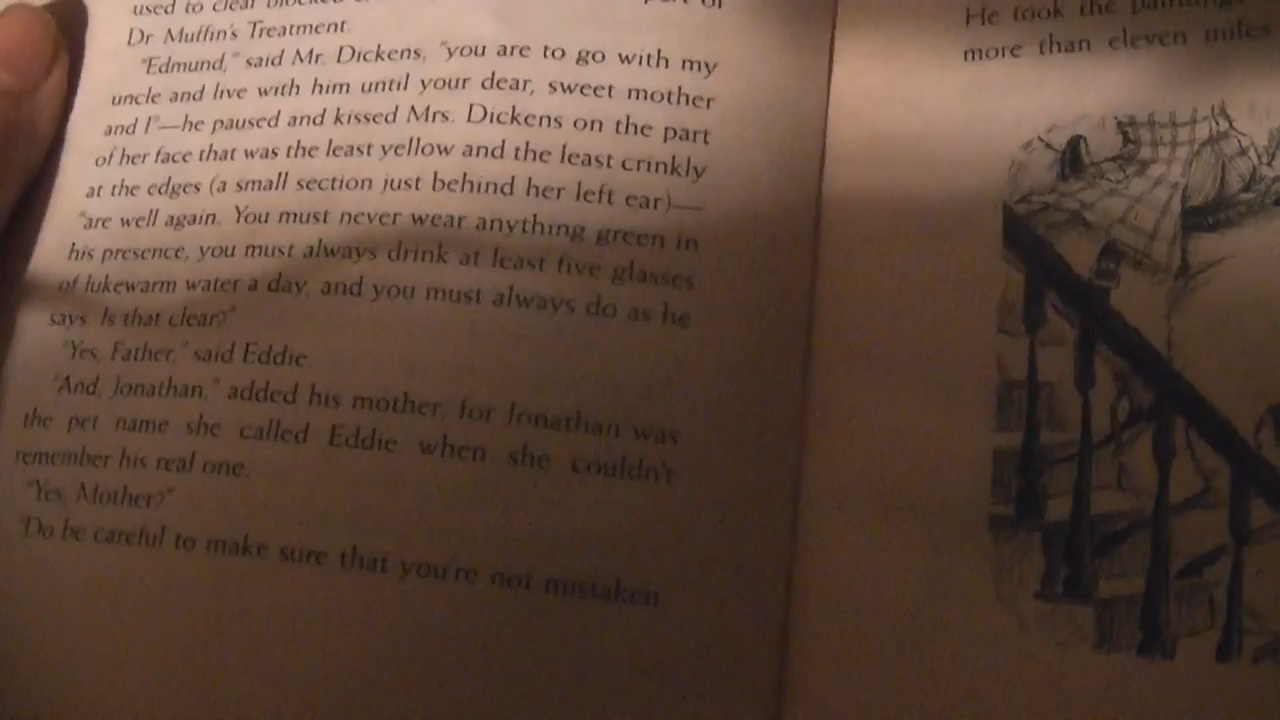 used to clear blocked
Dr Muffin's Treatment.
"Edmund," said Mr. Dickens, "you are to go with my
uncle and live with him until your dear, sweet mother
and I"—he paused and kissed Mrs. Dickens on the part
of her face that was the least yellow and the least crinkly
at the edges (a small section just behind her left ear)—
"are well again. You must never wear anything green in
his presence, you must always drink at least five glasses
of lukewarm water a day, and you must always do as he
says. Is that clear?"
"Yes, Father," said Eddie.
"And, Jonathan," added his mother, for Jonathan was
the pet name she called Eddie when she couldn't
remember his real one.
"Yes, Mother?"
"Do be careful to make sure that you're not mistaken
He took the
more than eleven miles